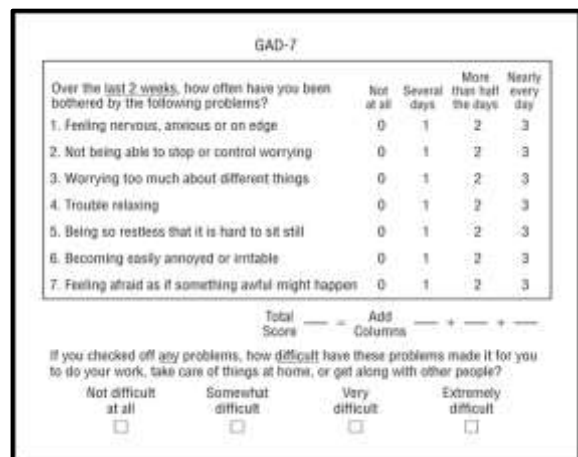 GAD-7
Over the last 2 weeks, how often have you been bothered by the following problems?
Not at all
Several days
More than half the days
Nearly every day
1. Feeling nervous, anxious or on edge 0 1 2 3
2. Not being able to stop or control worrying 0 1 2 3
3. Worrying too much about different things 0 1 2 3
4. Trouble relaxing 0 1 2 3
5. Being so restless that it is hard to sit still 0 1 2 3
6. Becoming easily annoyed or irritable 0 1 2 3
7. Feeling afraid as if something awful might happen 0 1 2 3
Total Score = Add Columns + +
If you checked off any problems, how difficult have these problems made it for you
to do your work, take care of things at home, or get along with other people?
Not difficult at all
Somewhat difficult
Very difficult
Extremely difficult